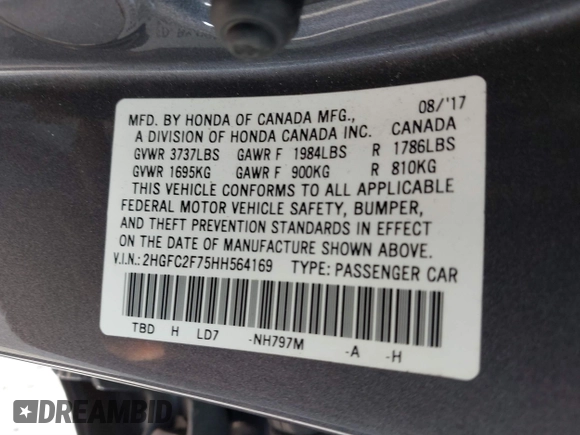 MFD. BY HONDA OF CANADA MFG., 08/'17
A DIVISION OF HONDA CANADA INC. CANADA
GVWR 3737LBS GAWR F 1984LBS R 1786LBS
GVWR 1695KG GAWR F 900KG R 810KG
THIS VEHICLE CONFORMS TO ALL APPLICABLE
FEDERAL MOTOR VEHICLE SAFETY, BUMPER,
AND THEFT PREVENTION STANDARDS IN EFFECT
ON THE DATE OF MANUFACTURE SHOWN ABOVE.
V.I.N.: 2HGFC2F75HH564169 TYPE: PASSENGER CAR
TBD H LD7 -NH797M -A -H
DREAMBID